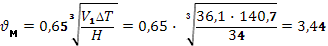 ϑм = 0,65 ∛(V₁ΔT / H) = 0,65 · ∛(36,1 · 140,7 / 34) = 3,44